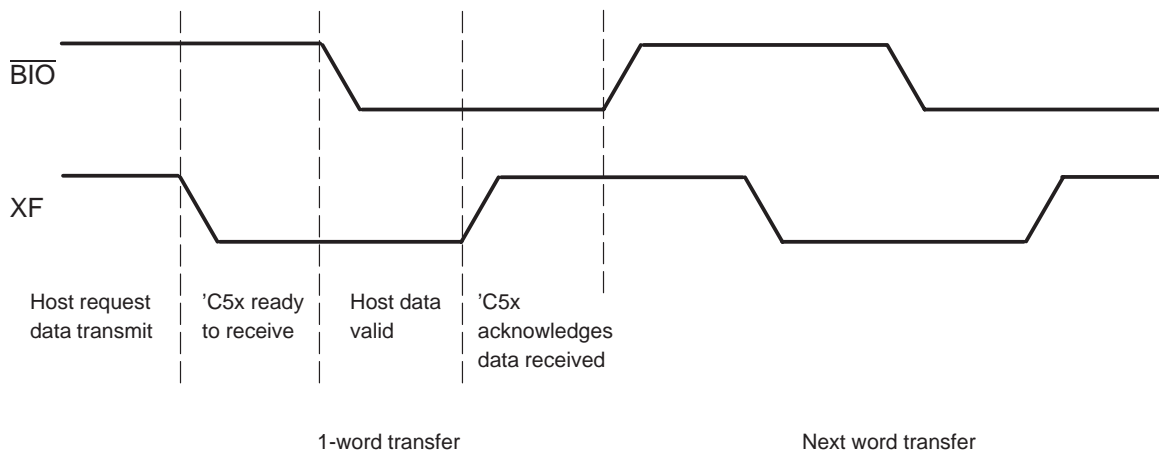 BIO
XF
Host request
data transmit
’C5x ready
to receive
Host data
valid
’C5x
acknowledges
data received
1-word transfer
Next word transfer